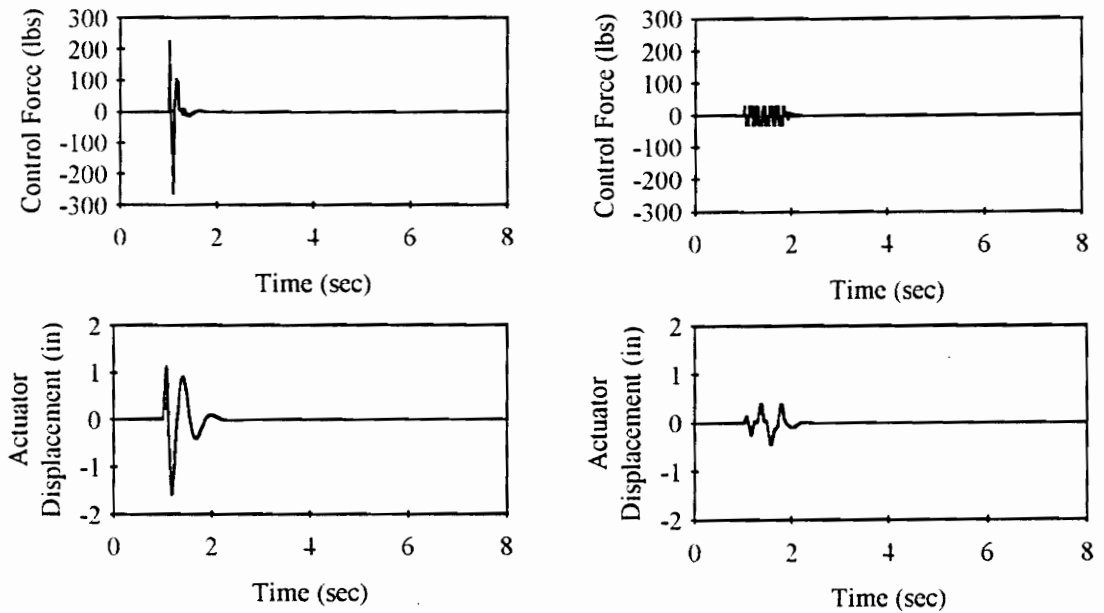 Control Force (lbs)
300
200
100
0
-100
-200
-300
0 2 4 6 8
Time (sec)
Control Force (lbs)
300
200
100
0
-100
-200
-300
0 2 4 6 8
Time (sec)
Actuator
Displacement (in)
2
1
0
-1
-2
0 2 4 6 8
Time (sec)
Actuator
Displacement (in)
2
1
0
-1
-2
0 2 4 6 8
Time (sec)